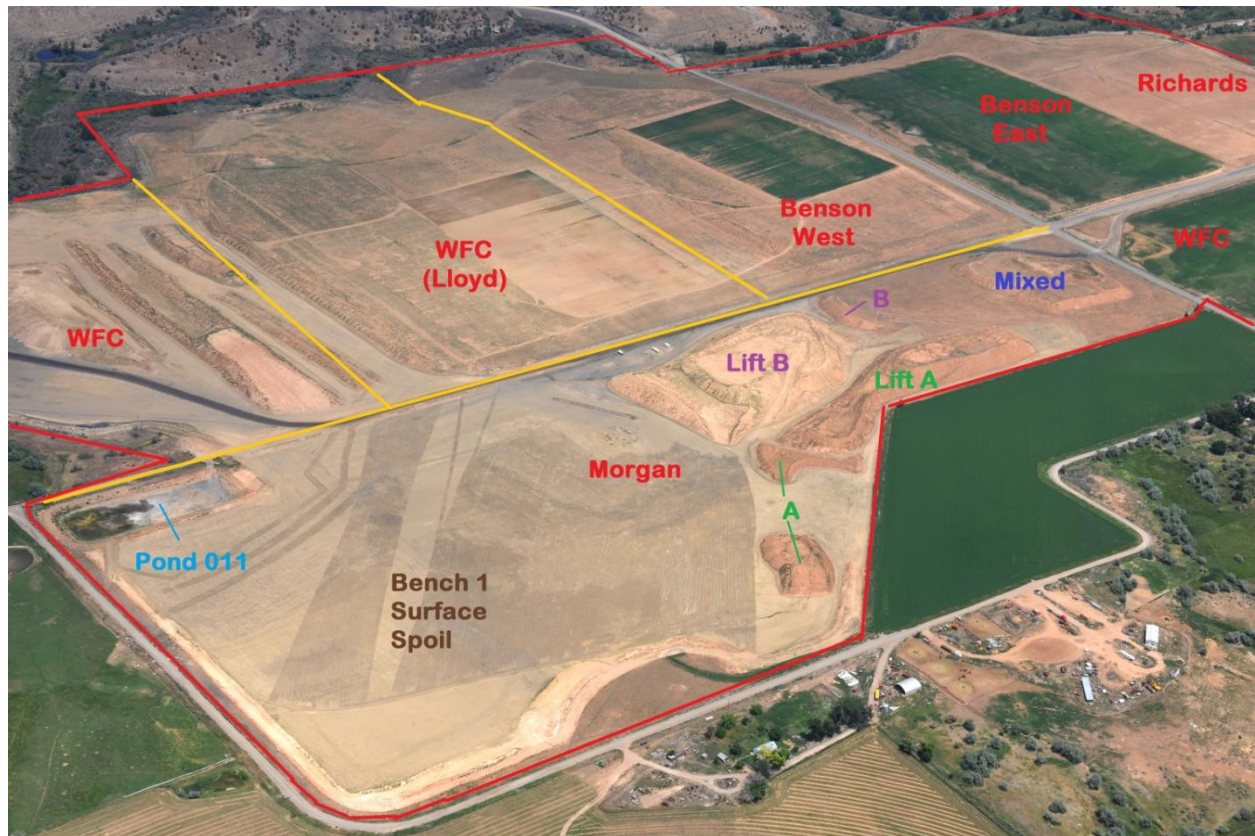 Richards
Benson
East
Benson
West
WFC
WFC
(Lloyd)
Mixed
B
WFC
Lift B
Lift A
Morgan
A
Pond 011
Bench 1
Surface
Spoil